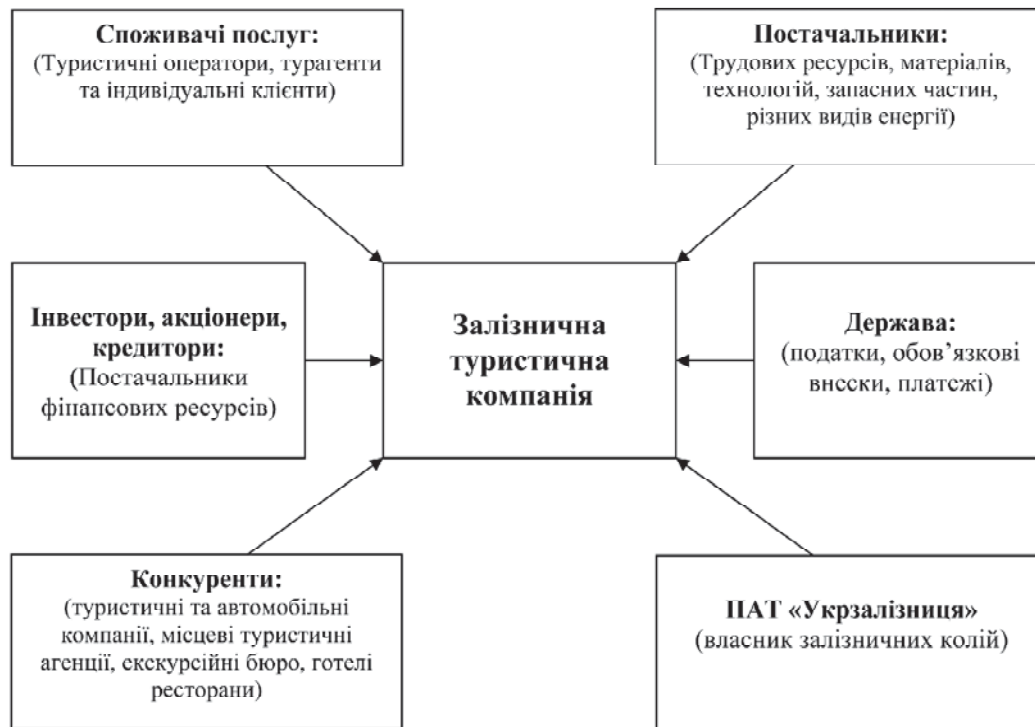 Споживачі послуг:
(Туристичні оператори, турагенти
та індивідуальні клієнти)
Постачальники:
(Трудових ресурсів, матеріалів,
технологій, запасних частин,
різних видів енергії)
Інвестори, акціонери,
кредитори:
(Постачальники
фінансових ресурсів)
Залізнична
туристична
компанія
Держава:
(податки, обов’язкові
внески, платежі)
Конкуренти:
(туристичні та автомобільні
компанії, місцеві туристичні
агенції, екскурсійні бюро, готелі
ресторани)
ПАТ «Укрзалізниця»
(власник залізничних колій)